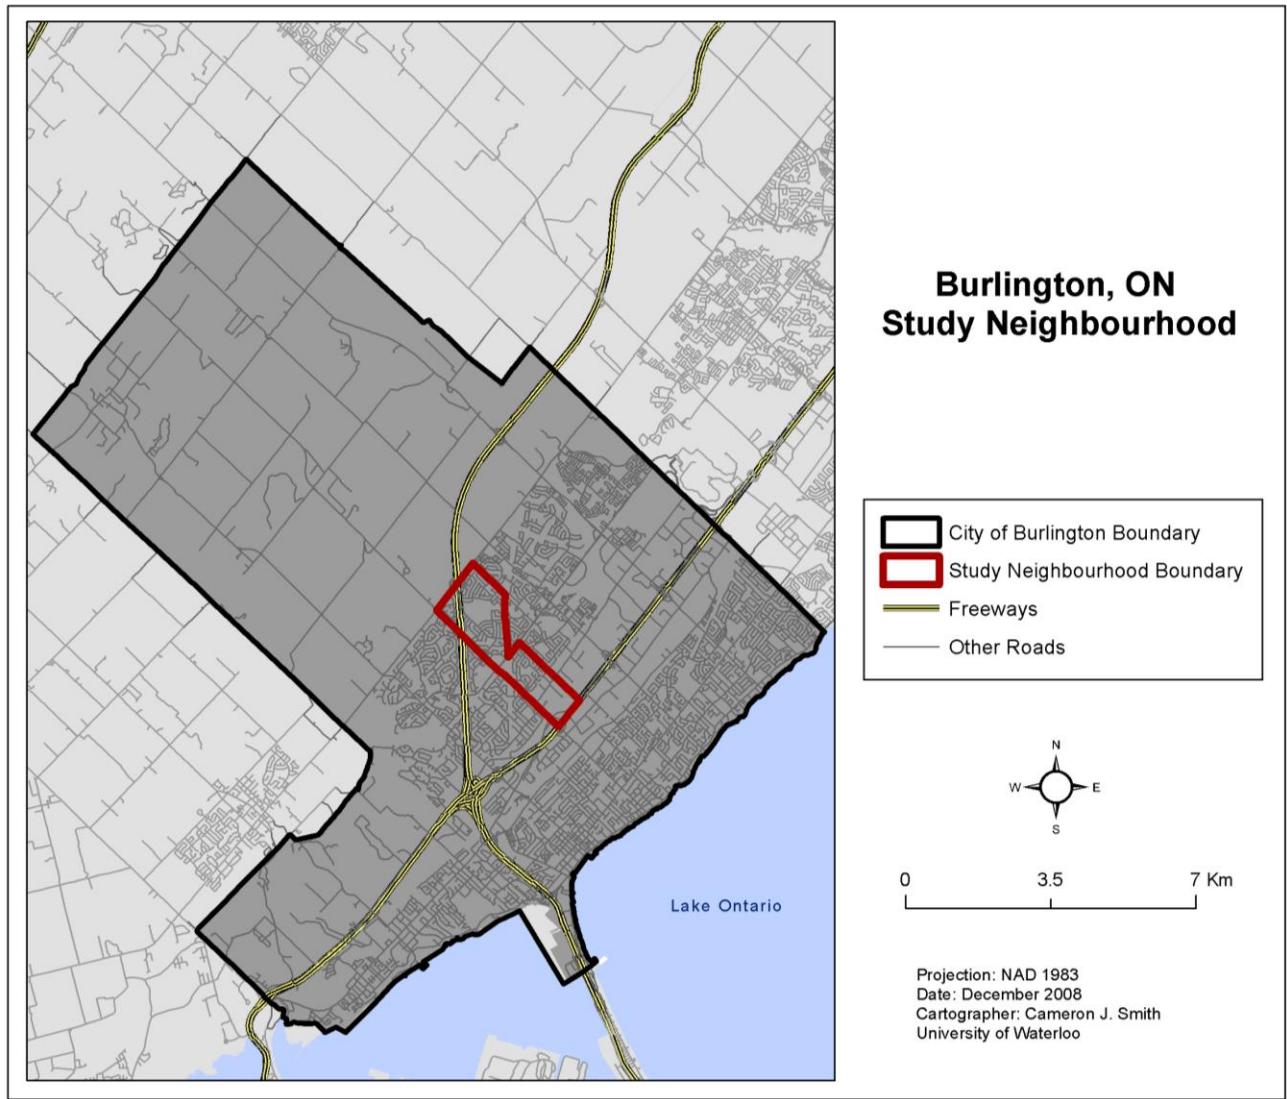 Burlington, ON
Study Neighbourhood
City of Burlington Boundary
Study Neighbourhood Boundary
Freeways
Other Roads
N
W E
S
0 3.5 7 Km
Lake Ontario
Projection: NAD 1983
Date: December 2008
Cartographer: Cameron J. Smith
University of Waterloo